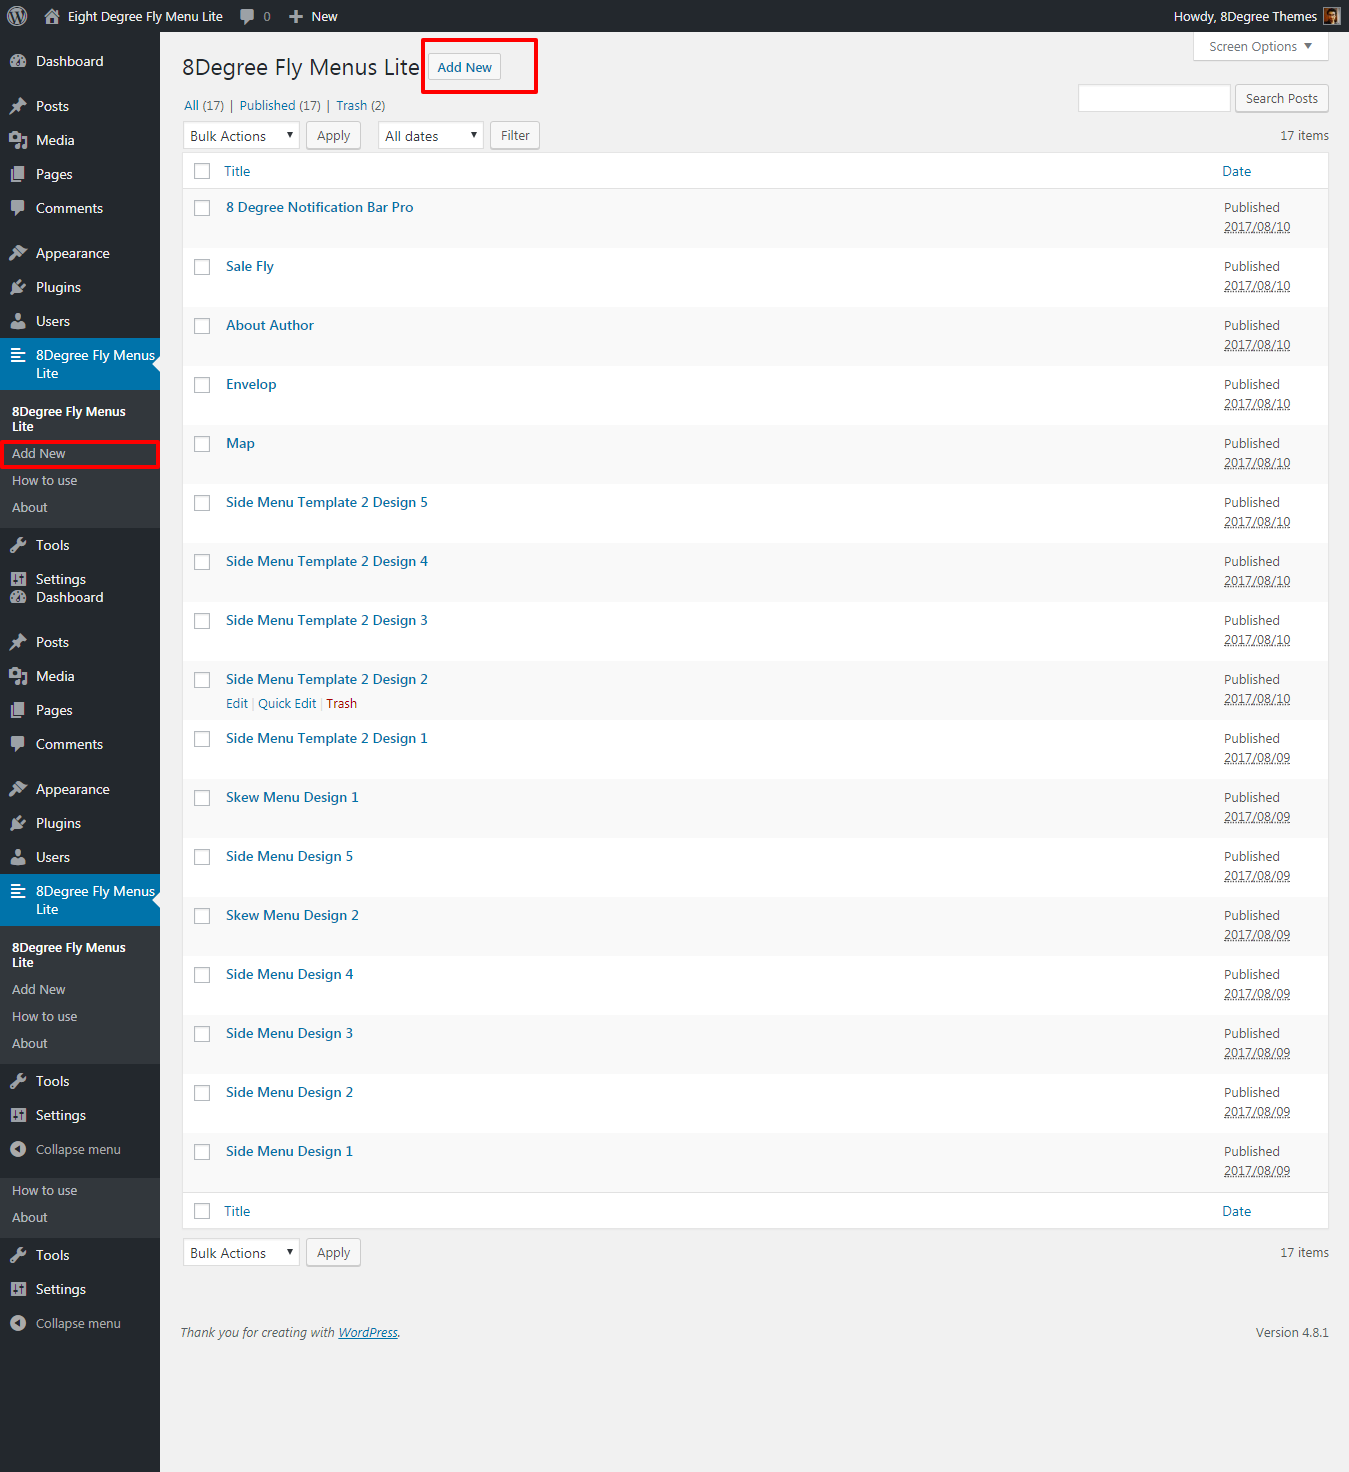 Eight Degree Fly Menu Lite 0 New Howdy, 8Degree Themes
Dashboard
Posts
Media
Pages
Comments
Appearance
Plugins
Users
8Degree Fly Menus
Lite
8Degree Fly Menus
Lite
Add New
How to use
About
Tools
Settings
Dashboard
Posts
Media
Pages
Comments
Appearance
Plugins
Users
8Degree Fly Menus
Lite
8Degree Fly Menus
Lite
Add New
How to use
About
Tools
Settings
Collapse menu
How to use
About
Tools
Settings
Collapse menu
Screen Options
8Degree Fly Menus Lite Add New
All (17) | Published (17) | Trash (2)
Search Posts
Bulk Actions Apply All dates Filter 17 items
Title Date
8 Degree Notification Bar Pro Published
2017/08/10
Sale Fly Published
2017/08/10
About Author Published
2017/08/10
Envelop Published
2017/08/10
Map Published
2017/08/10
Side Menu Template 2 Design 5 Published
2017/08/10
Side Menu Template 2 Design 4 Published
2017/08/10
Side Menu Template 2 Design 3 Published
2017/08/10
Side Menu Template 2 Design 2 Published
Edit | Quick Edit | Trash 2017/08/10
Side Menu Template 2 Design 1 Published
2017/08/09
Skew Menu Design 1 Published
2017/08/09
Side Menu Design 5 Published
2017/08/09
Skew Menu Design 2 Published
2017/08/09
Side Menu Design 4 Published
2017/08/09
Side Menu Design 3 Published
2017/08/09
Side Menu Design 2 Published
2017/08/09
Side Menu Design 1 Published
2017/08/09
Title Date
Bulk Actions Apply 17 items
Thank you for creating with WordPress. Version 4.8.1